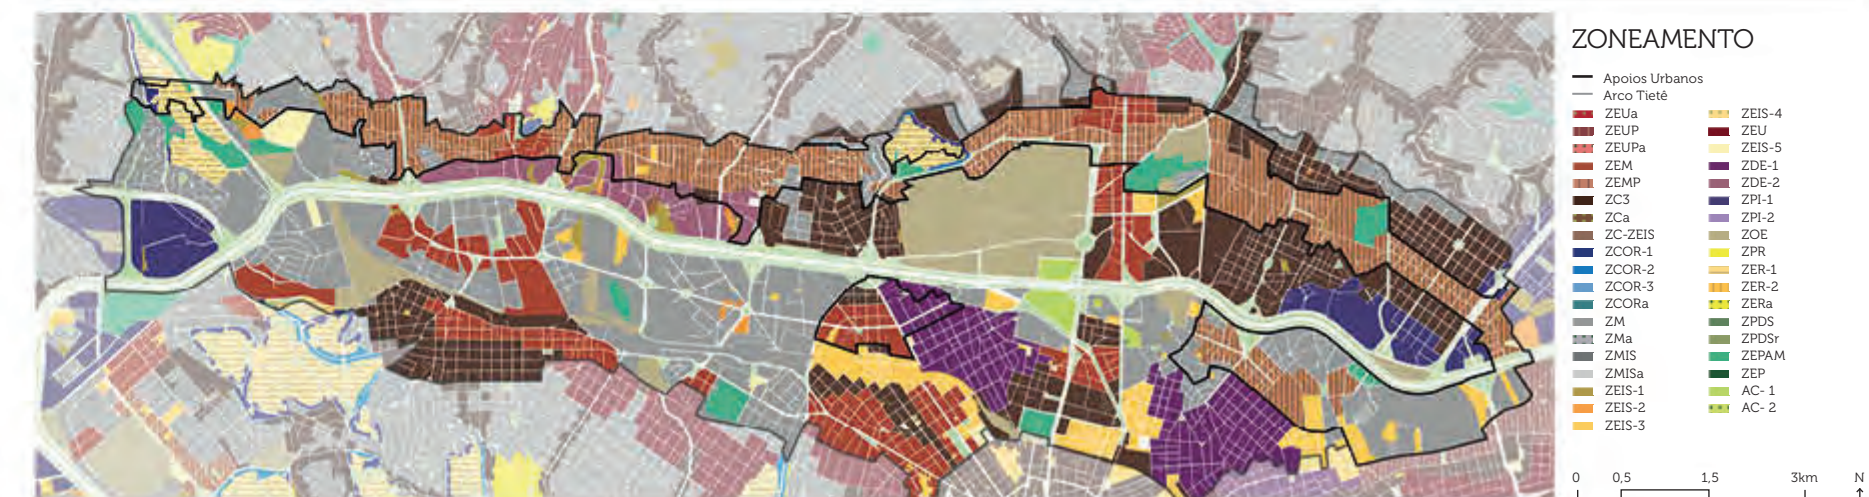 ZONEAMENTO
Apoios Urbanos
Arco Tietê
ZEUa
ZEUP
ZEUPa
ZEM
ZEMP
ZC3
ZCa
ZC-ZEIS
ZCOR-1
ZCOR-2
ZCOR-3
ZCORa
ZM
ZMa
ZMIS
ZMISa
ZEIS-1
ZEIS-2
ZEIS-3
ZEIS-4
ZEU
ZEIS-5
ZDE-1
ZDE-2
ZPI-1
ZPI-2
ZOE
ZPR
ZER-1
ZER-2
ZERa
ZPDS
ZPDSr
ZEPAM
ZEP
AC- 1
AC- 2
0 0,5 1,5 3km N